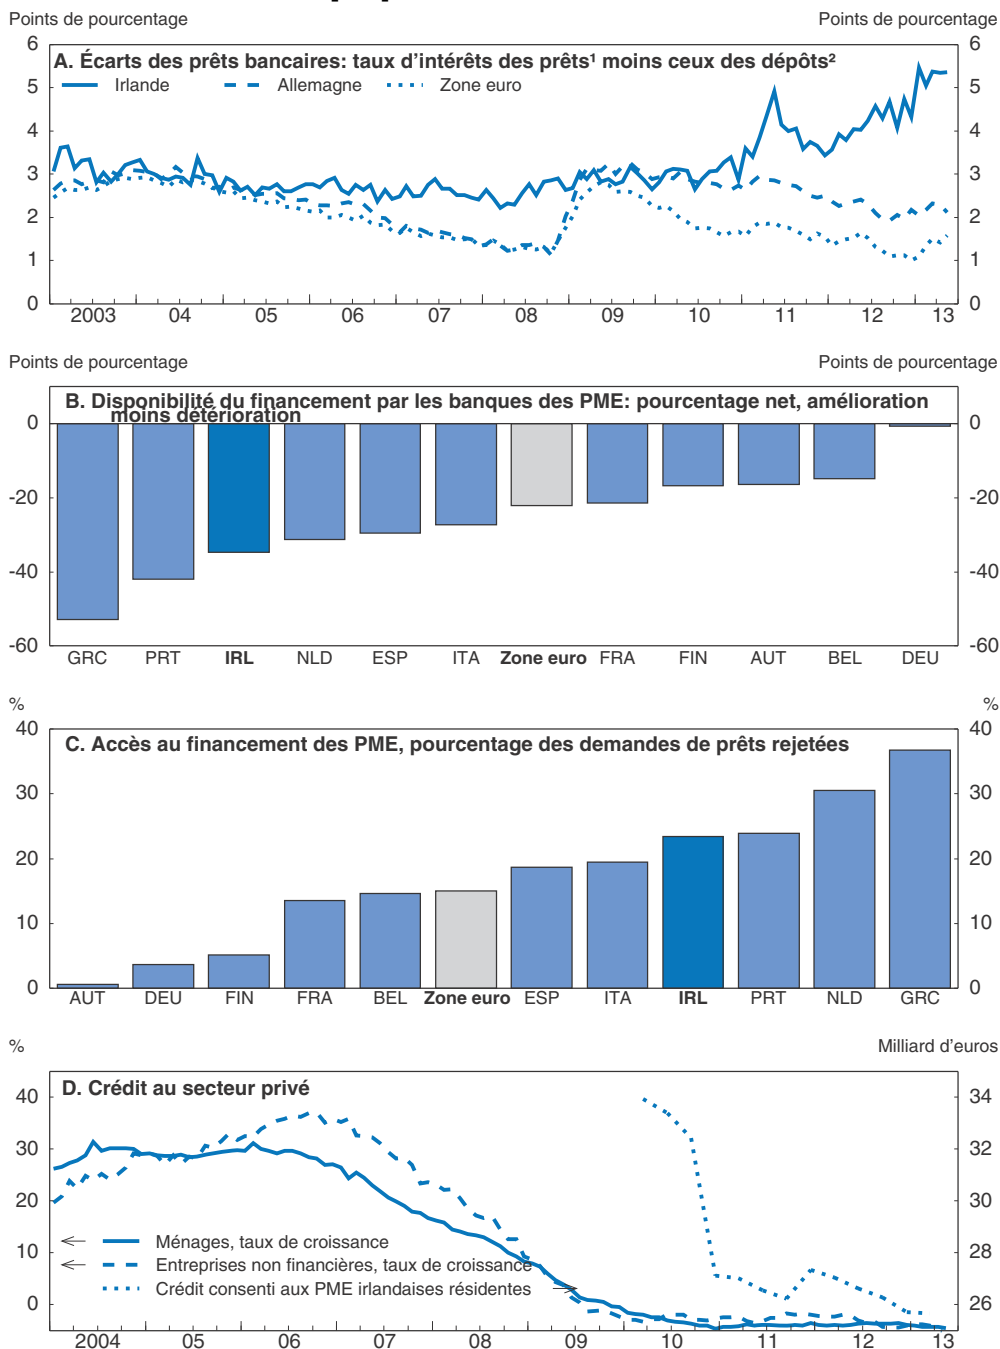 Points de pourcentage Points de pourcentage
A. Écarts des prêts bancaires: taux d'intérêts des prêts¹ moins ceux des dépôts²
Irlande Allemagne Zone euro
6 6
5 5
4 4
3 3
2 2
1 1
0 0
2003 04 05 06 07 08 09 10 11 12 13
Points de pourcentage Points de pourcentage
B. Disponibilité du financement par les banques des PME: pourcentage net, amélioration
moins détérioration
0 0
-20 -20
-40 -40
-60 -60
GRC PRT IRL NLD ESP ITA Zone euro FRA FIN AUT BEL DEU
% %
40 40
C. Accès au financement des PME, pourcentage des demandes de prêts rejetées
30 30
20 20
10 10
0 0
AUT DEU FIN FRA BEL Zone euro ESP ITA IRL PRT NLD GRC
% Milliard d'euros
D. Crédit au secteur privé
40 34
30 32
20 30
Ménages, taux de croissance
10 28
Entreprises non financières, taux de croissance
Crédit consenti aux PME irlandaises résidentes
0 26
2004 05 06 07 08 09 10 11 12 13